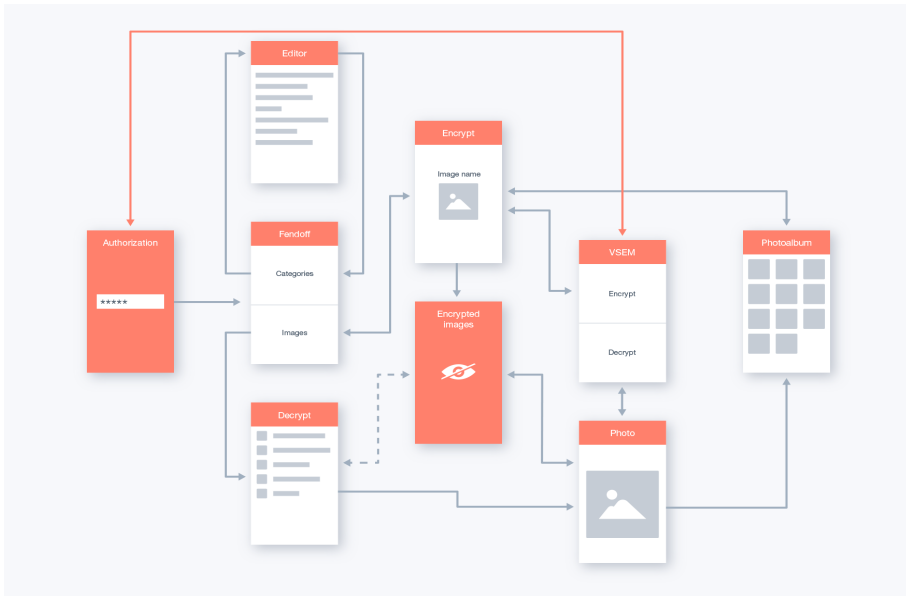 Editor
Encrypt
Image name
Authorization
*****
Fendoff
Categories
Images
VSEM
Encrypt
Decrypt
Photoalbum
Encrypted
images
Decrypt
Photo